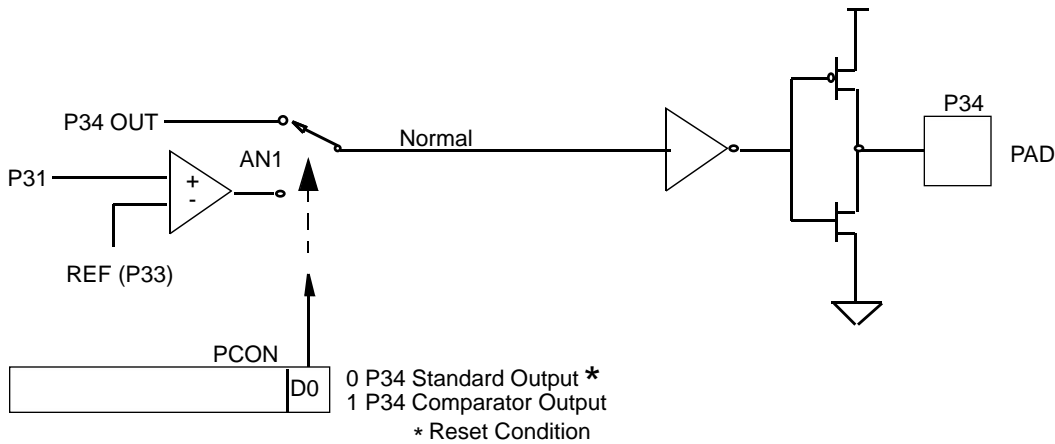 P34
P34 OUT
Normal
PAD
AN1
P31
+
-
REF (P33)
PCON
D0
0 P34 Standard Output *
1 P34 Comparator Output
* Reset Condition